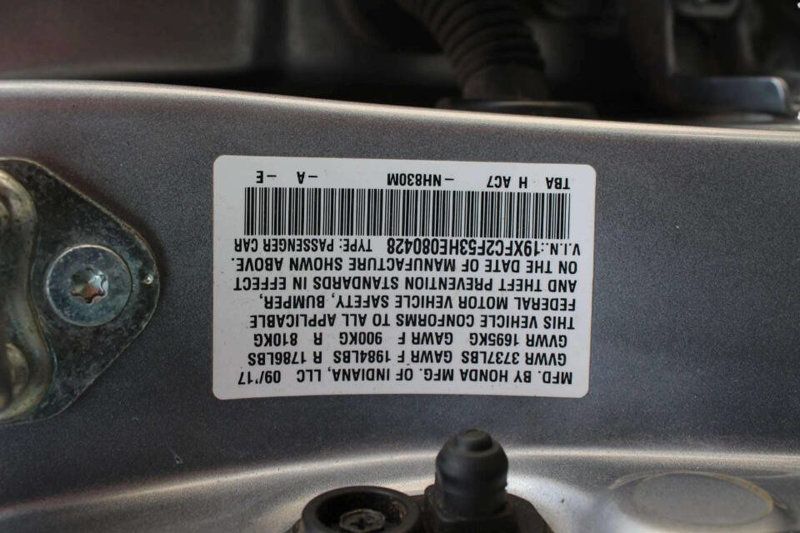 MFD. BY HONDA MFG. OF INDIANA, LLC 09/'17
GVWR 3737LBS GAWR F 1984LBS R 1786LBS
GVWR 1695KG GAWR F 900KG R 810KG
THIS VEHICLE CONFORMS TO ALL APPLICABLE
FEDERAL MOTOR VEHICLE SAFETY, BUMPER,
AND THEFT PREVENTION STANDARDS IN EFFECT
ON THE DATE OF MANUFACTURE SHOWN ABOVE.
V.I.N.:19XFC2F53HE080428 TYPE: PASSENGER CAR
TBA H AC7 -NH830M -A -E